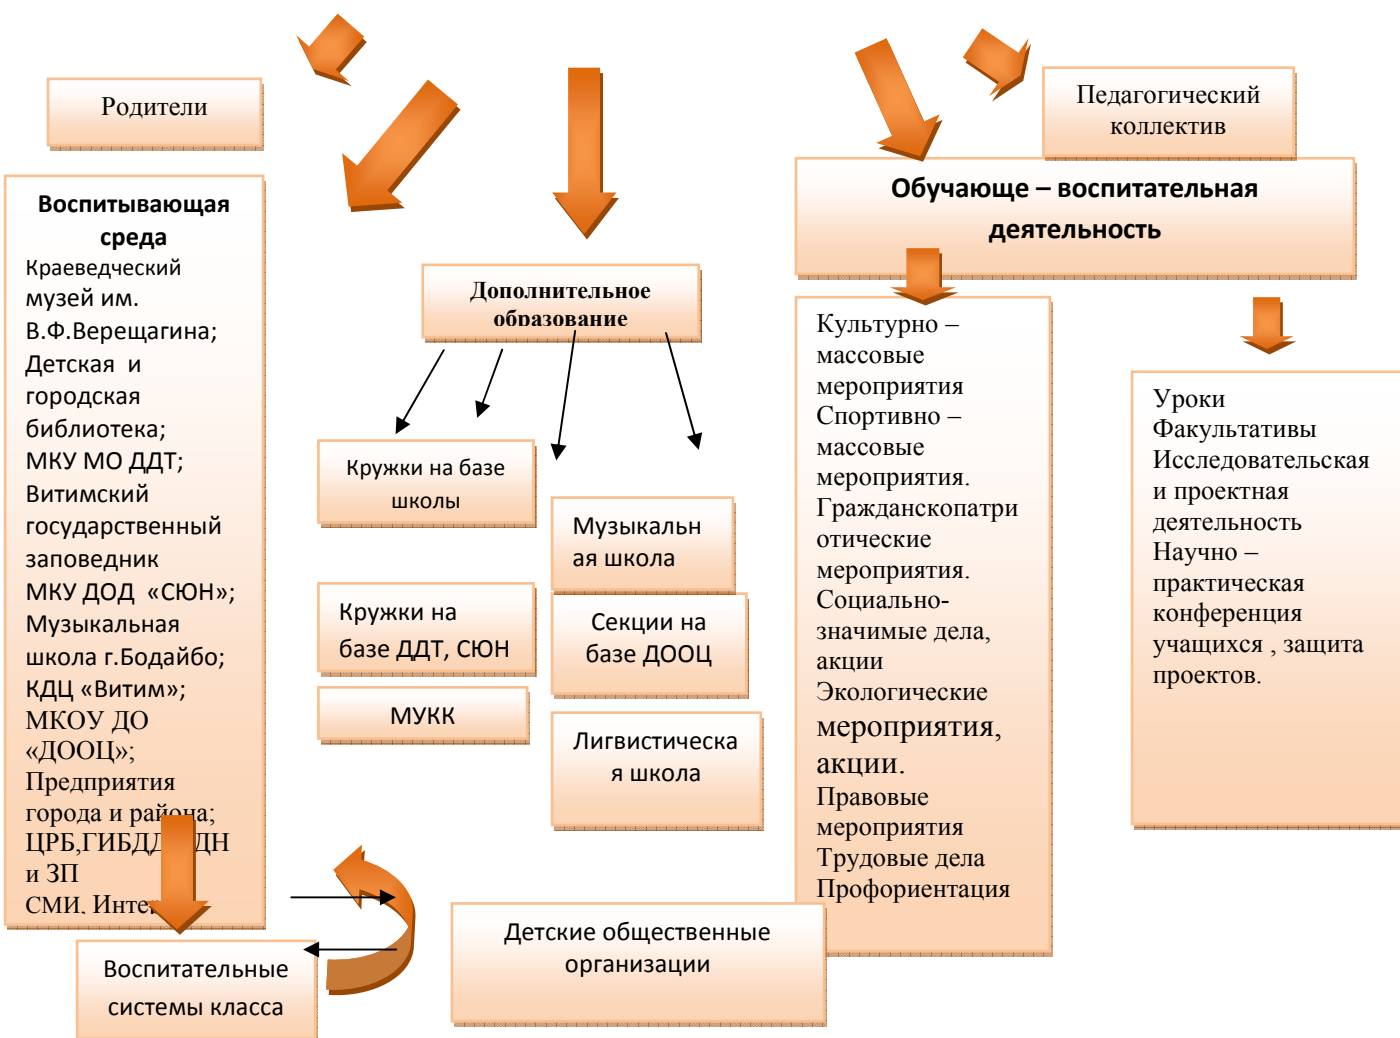 Родители
Педагогический
коллектив
Обучающе – воспитательная
деятельность
Воспитывающая
среда
Краеведческий
музей им.
В.Ф.Верещагина;
Детская и
городская
библиотека;
МКУ МО ДДТ;
Витимский
государственный
заповедник
МКУ ДОД «СЮН»;
Музыкальная
школа г.Бодайбо;
КДЦ «Витим»;
МКОУ ДО
«ДООЦ»;
Предприятия
города и района;
и ЗП
СМИ,
Дополнительное
образование
Кружки на базе
школы
Музыкальн
ая школа
Кружки на
базе ДДТ, СЮН
Секции на
базе ДООЦ
МУКК
Лигвистическа
я школа
Культурно –
массовые
мероприятия
Спортивно –
массовые
мероприятия.
Гражданскопатри
отические
мероприятия.
Социально-
значимые дела,
акции
Экологические
мероприятия,
акции.
Правовые
мероприятия
Трудовые дела
Профориентация
Уроки
Факультативы
Исследовательская
и проектная
деятельность
Научно –
практическая
конференция
учащихся , защита
проектов.
Детские общественные
организации
Воспитательные
системы класса